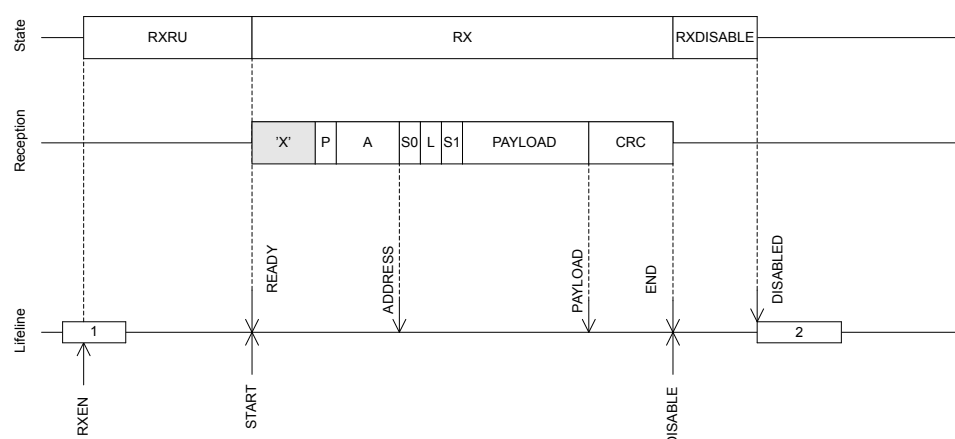 State
RXRU
RX
RXDISABLE
Reception
'X'
P
A
S0
L
S1
PAYLOAD
CRC
READY
ADDRESS
PAYLOAD
END
DISABLED
Lifeline
1
2
RXEN
START
DISABLE